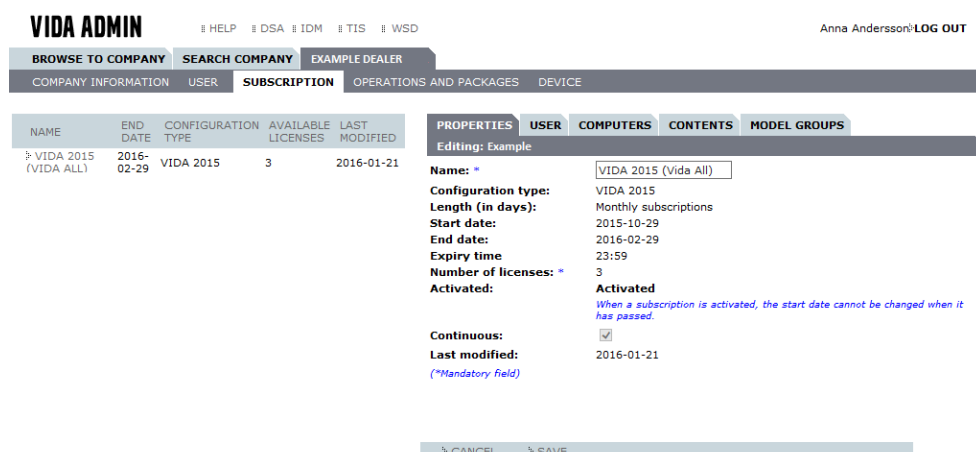 VIDA ADMIN
HELP DSA IDM TIS WSD
Anna Andersson LOG OUT
BROWSE TO COMPANY SEARCH COMPANY EXAMPLE DEALER
COMPANY INFORMATION USER SUBSCRIPTION OPERATIONS AND PACKAGES DEVICE
NAME END DATE CONFIGURATION TYPE AVAILABLE LICENSES LAST MODIFIED
VIDA 2015 (VIDA ALL) 2016-02-29 VIDA 2015 3 2016-01-21
PROPERTIES USER COMPUTERS CONTENTS MODEL GROUPS
Editing: Example
Name: * VIDA 2015 (Vida All)
Configuration type: VIDA 2015
Length (in days): Monthly subscriptions
Start date: 2015-10-29
End date: 2016-02-29
Expiry time 23:59
Number of licenses: * 3
Activated: Activated
When a subscription is activated, the start date cannot be changed when it
has passed.
Continuous:
Last modified: 2016-01-21
(*Mandatory field)
CANCEL SAVE